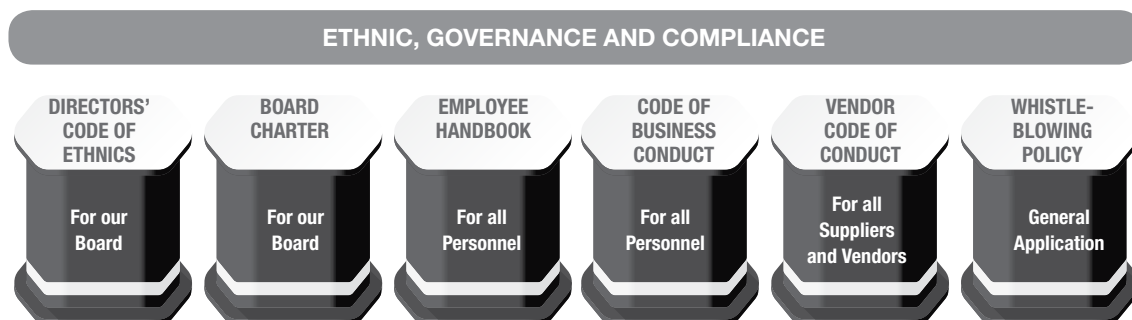 ETHNIC, GOVERNANCE AND COMPLIANCE
DIRECTORS’
CODE OF
ETHNICS
For our
Board
BOARD
CHARTER
For our
Board
EMPLOYEE
HANDBOOK
For all
Personnel
CODE OF
BUSINESS
CONDUCT
For all
Personnel
VENDOR
CODE OF
CONDUCT
For all
Suppliers
and Vendors
WHISTLE-
BLOWING
POLICY
General
Application